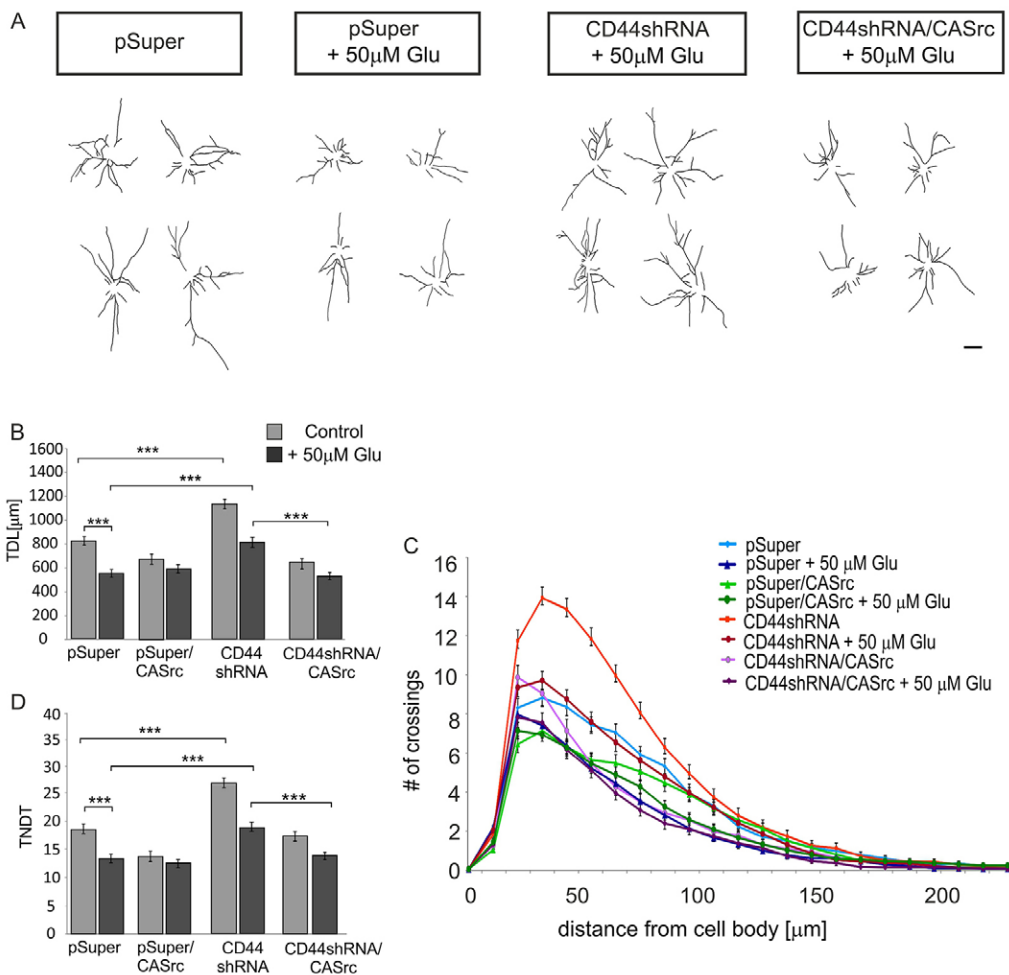 A
pSuper
pSuper
+ 50μM Glu
CD44shRNA
+ 50μM Glu
CD44shRNA/CASrc
+ 50μM Glu
B
Control
+ 50μM Glu
1600
1400
1200
1000
800
600
400
200
0
TDL[μm]
***
***
***
***
pSuper
pSuper/
CASrc
CD44
shRNA
CD44shRNA/
CASrc
C
pSuper
pSuper + 50 μM Glu
pSuper/CASrc
pSuper/CASrc + 50 μM Glu
CD44shRNA
CD44shRNA + 50 μM Glu
CD44shRNA/CASrc
CD44shRNA/CASrc + 50 μM Glu
16
14
12
10
8
6
4
2
0
# of crossings
0
50
100
150
200
distance from cell body [μm]
D
40
35
30
25
20
15
10
5
0
TNDT
***
***
***
***
pSuper
pSuper/
CASrc
CD44
shRNA
CD44shRNA/
CASrc